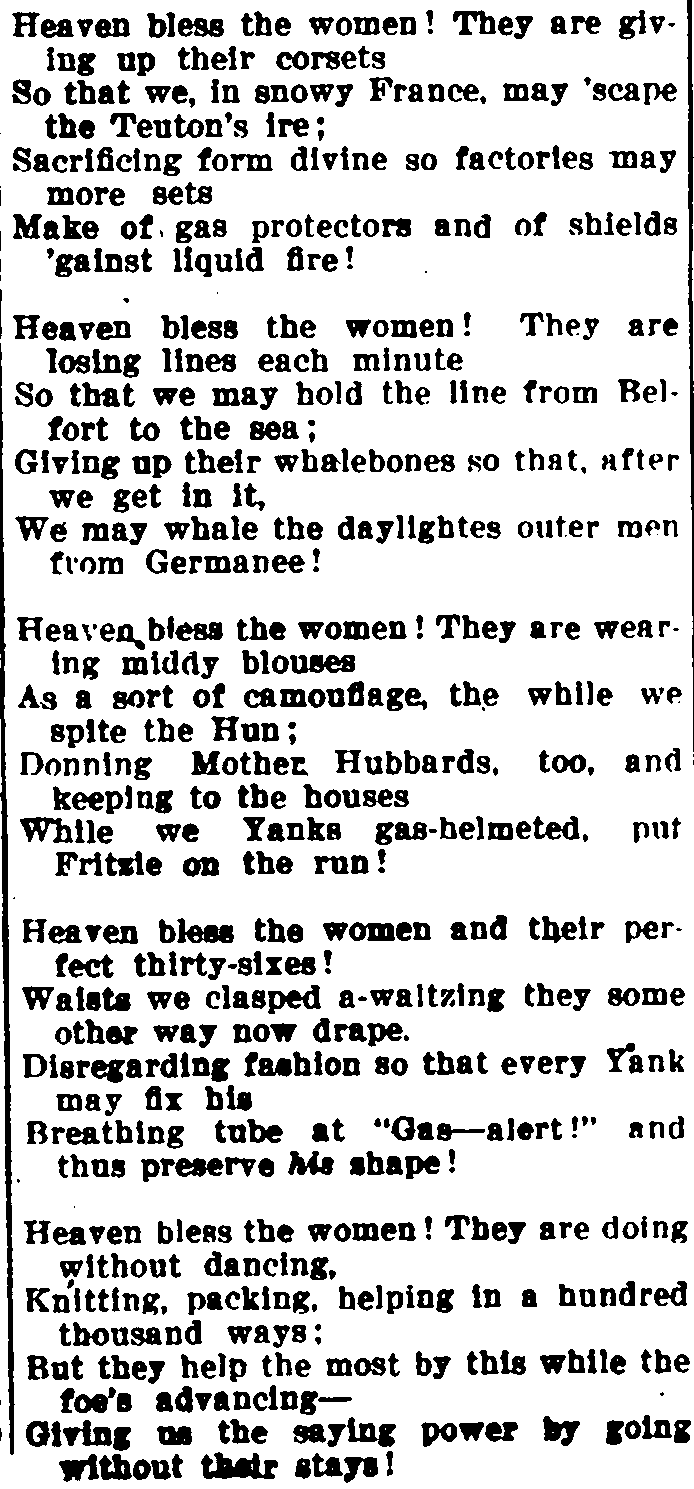 Heaven bless the women! They are giv-
ing up their corsets
So that we, in snowy France, may 'scape
the Teuton's ire;
Sacrificing form divine so factories may
more sets
Make of gas protectors and of shields
'gainst liquid fire!
Heaven bless the women! They are
losing lines each minute
So that we may hold the line from Bel-
fort to the sea;
Giving up their whalebones so that, after
we get in it,
We may whale the daylightes outer men
from Germanee!
Heaven bless the women! They are wear-
ing middy blouses
As a sort of camouflage, the while we
spite the Hun;
Donning Mother Hubbards, too, and
keeping to the houses
While we Yanks gas-helmeted, put
Fritzie on the run!
Heaven bless the women and their per-
fect thirty-sixes!
Waists we clasped a-waltzing they some
other way now drape.
Disregarding fashion so that every Yank
may fix his
Breathing tube at "Gas—alert!" and
thus preserve his shape!
Heaven bless the women! They are doing
without dancing,
Knitting, packing, helping in a hundred
thousand ways;
But they help the most by this while the
foe's advancing—
Giving us the saying power by going
without their stays!